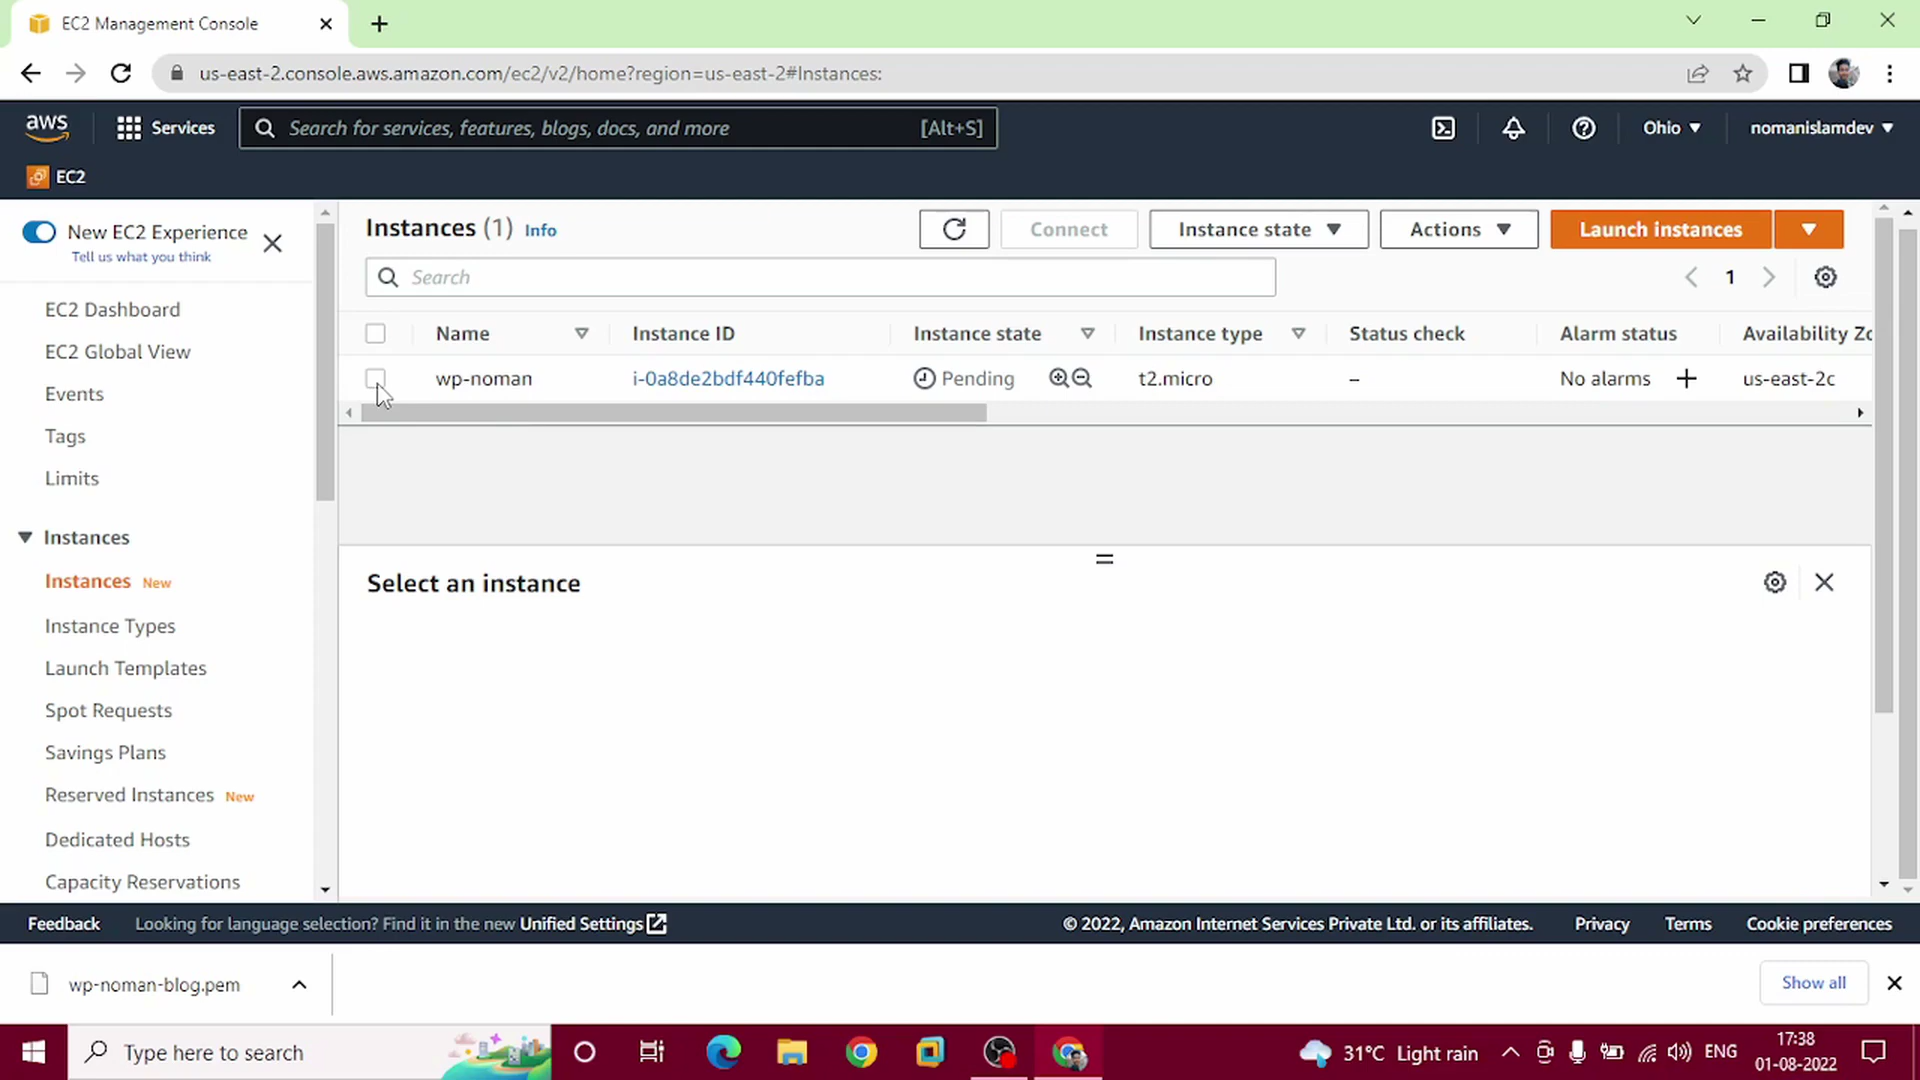 EC2 Management Console
us-east-2.console.aws.amazon.com/ec2/v2/home?region=us-east-2#Instances:
aws
Services
Search for services, features, blogs, docs, and more
[Alt+S]
Ohio
nomanislamdev
EC2
New EC2 Experience
Tell us what you think
EC2 Dashboard
EC2 Global View
Events
Tags
Limits
Instances
Instances New
Instance Types
Launch Templates
Spot Requests
Savings Plans
Reserved Instances New
Dedicated Hosts
Capacity Reservations
Instances (1) Info
Connect
Instance state
Actions
Launch instances
Search
1
Name Instance ID Instance state Instance type Status check Alarm status Availability Zo
wp-noman i-0a8de2bdf440fefba Pending t2.micro – No alarms + us-east-2c
Select an instance
Feedback
Looking for language selection? Find it in the new Unified Settings
© 2022, Amazon Internet Services Private Ltd. or its affiliates.
Privacy
Terms
Cookie preferences
wp-noman-blog.pem
Show all
Type here to search
31°C Light rain
ENG
17:38
01-08-2022